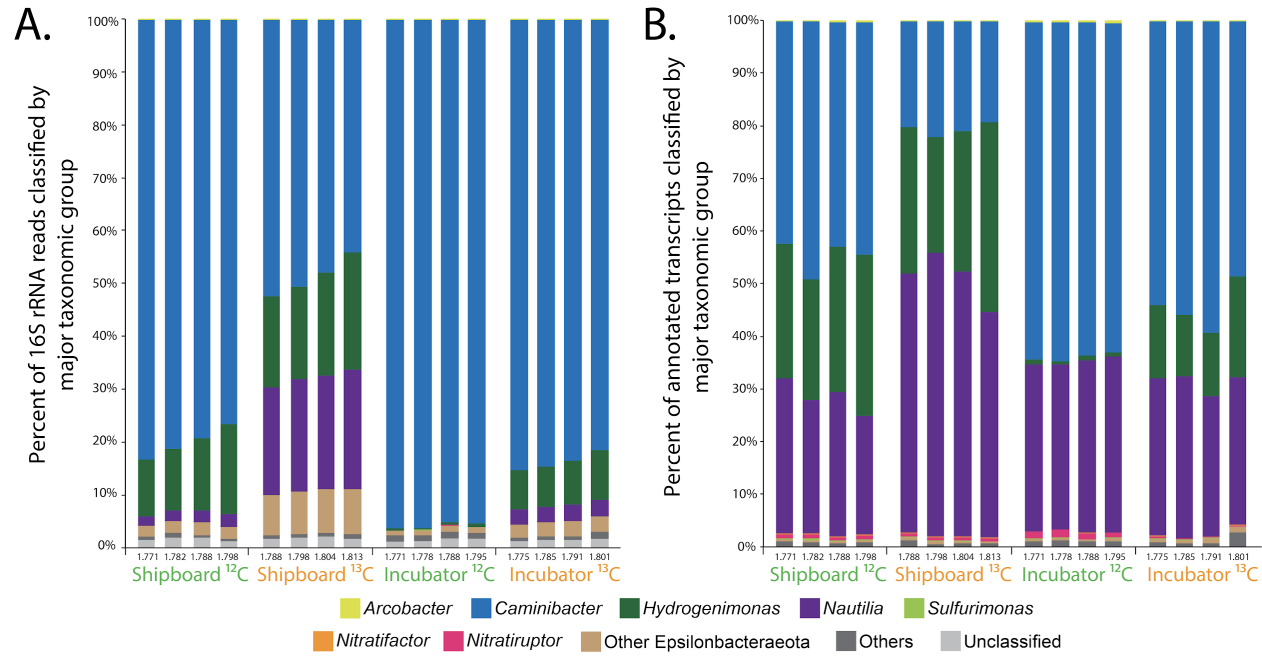 A.
Percent of 16S rRNA reads classified by
major taxonomic group
100%
90%
80%
70%
60%
50%
40%
30%
20%
10%
0%
1.771 1.782 1.788 1.798 1.788 1.798 1.804 1.813 1.771 1.778 1.788 1.795 1.775 1.785 1.791 1.801
Shipboard ¹²C Shipboard ¹³C Incubator ¹²C Incubator ¹³C
B.
Percent of annotated transcripts classified by
major taxonomic group
100%
90%
80%
70%
60%
50%
40%
30%
20%
10%
0%
1.771 1.782 1.788 1.798 1.788 1.798 1.804 1.813 1.771 1.778 1.788 1.795 1.775 1.785 1.791 1.801
Shipboard ¹²C Shipboard ¹³C Incubator ¹²C Incubator ¹³C
Arcobacter Caminibacter Hydrogenimonas Nautilia Sulfurimonas
Nitratifactor Nitratiruptor Other Epsilonbacteraeota Others Unclassified